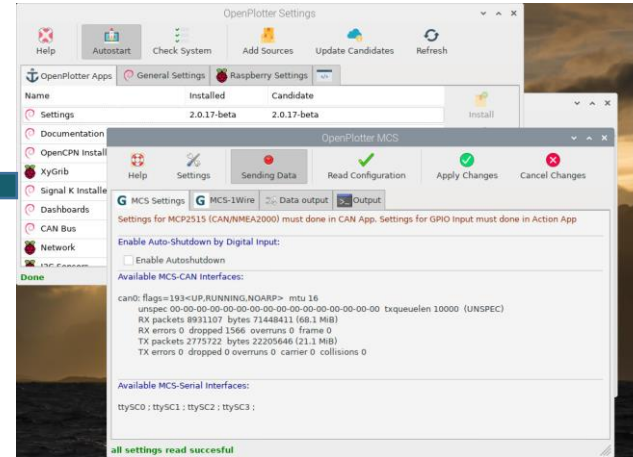 OpenPlotter Settings
Help Autostart Check System Add Sources Update Candidates Refresh
OpenPlotter Apps General Settings Raspberry Settings
Name Installed Candidate
Install
Settings 2.0.17-beta 2.0.17-beta
Documentation
OpenCPN Install
XyGrib
Signal K Installe
Dashboards
CAN Bus
Network
I2C Sensors
Done
OpenPlotter MCS
Help Settings Sending Data Read Configuration Apply Changes Cancel Changes
MCS Settings MCS-1Wire Data output Output
Settings for MCP2515 (CAN/NMEA2000) must done in CAN App. Settings for GPIO Input must done in Action App
Enable Auto-Shutdown by Digital Input:
Enable Autoshutdown
Available MCS-CAN Interfaces:
can0: flags=193<UP,RUNNING,NOARP> mtu 16
unspec 00-00-00-00-00-00-00-00-00-00-00-00-00-00-00-00 txqueuelen 10000 (UNSPEC)
RX packets 8931107 bytes 71448411 (68.1 MiB)
RX errors 0 dropped 1566 overruns 0 frame 0
TX packets 2775722 bytes 22205646 (21.1 MiB)
TX errors 0 dropped 0 overruns 0 carrier 0 collisions 0
Available MCS-Serial Interfaces:
ttySC0 ; ttySC1 ; ttySC2 ; ttySC3 ;
all settings read succesful